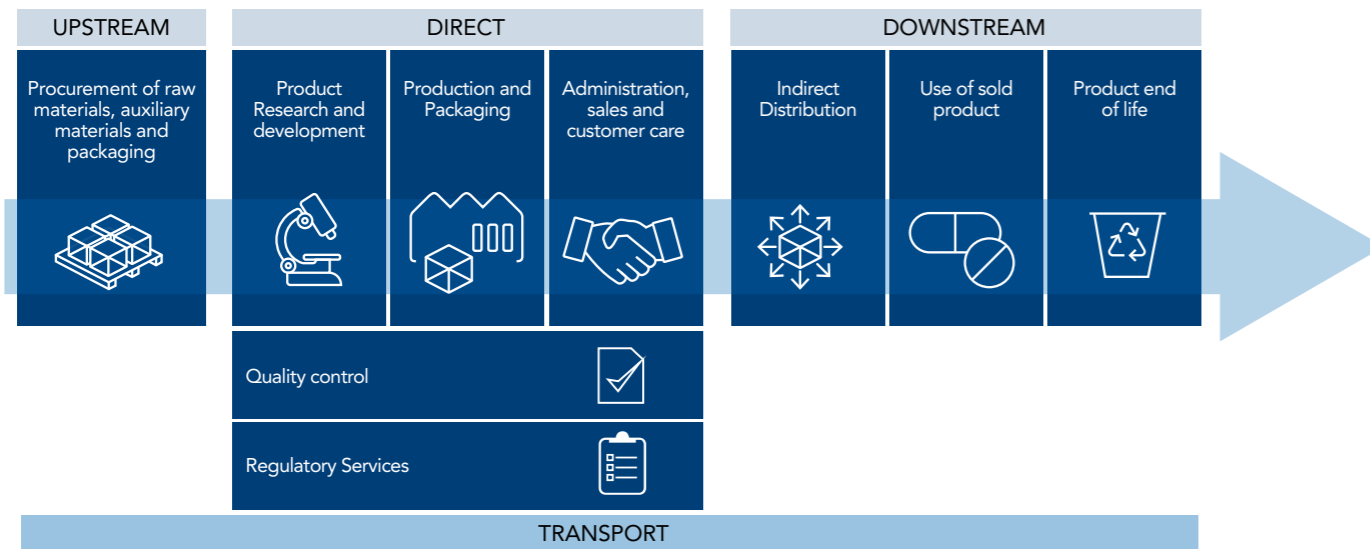 UPSTREAM
DIRECT
DOWNSTREAM
Procurement of raw
materials, auxiliary
materials and
packaging
Product
Research and
development
Production and
Packaging
Administration,
sales and
customer care
Indirect
Distribution
Use of sold
product
Product end
of life
Quality control
Regulatory Services
TRANSPORT